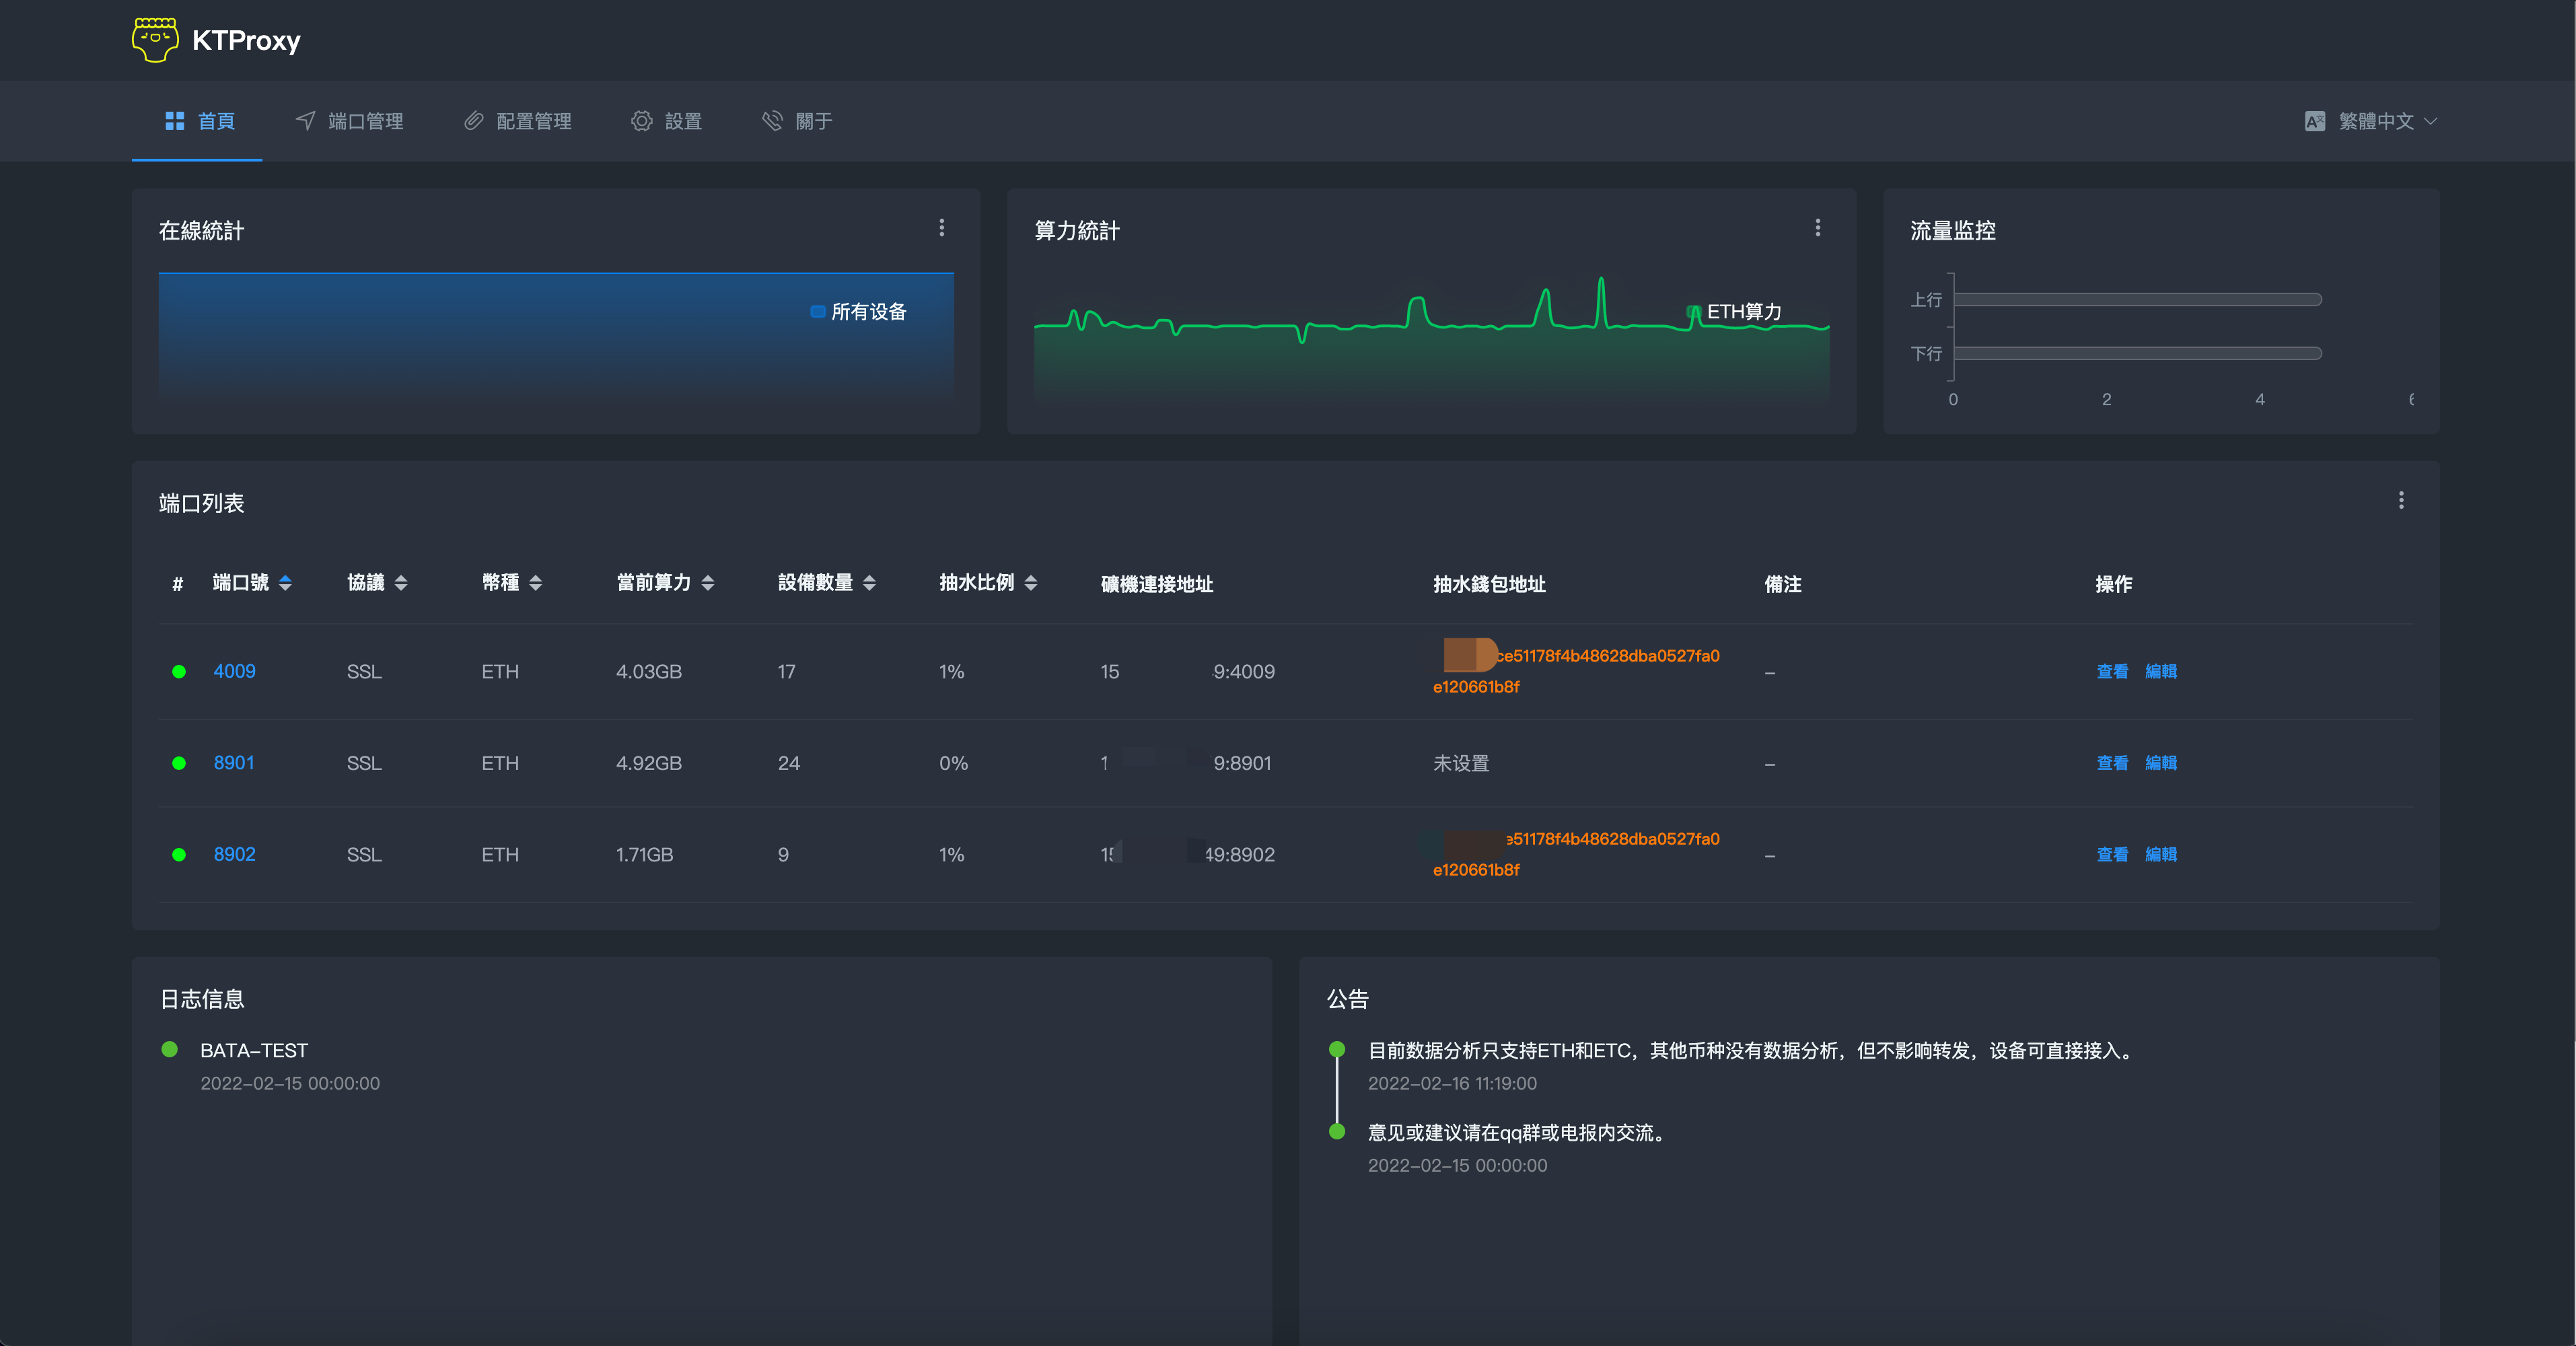 KTProxy
首頁 端口管理 配置管理 設置 關于 繁體中文
在線統計
所有设备
算力統計
ETH算力
流量监控
上行
下行
0 2 4
端口列表
# 端口號 協議 幣種 當前算力 設備數量 抽水比例 礦機連接地址 抽水錢包地址 備注 操作
4009 SSL ETH 4.03GB 17 1% 15 9:4009 ce51178f4b48628dba0527fa0 – 查看 編輯
e120661b8f
8901 SSL ETH 4.92GB 24 0% 1 9:8901 未设置 – 查看 編輯
8902 SSL ETH 1.71GB 9 1% 15 49:8902 e51178f4b48628dba0527fa0 – 查看 編輯
e120661b8f
日志信息
BATA-TEST
2022-02-15 00:00:00
公告
目前数据分析只支持ETH和ETC，其他币种没有数据分析，但不影响转发，设备可直接接入。
2022-02-16 11:19:00
意见或建议请在qq群或电报内交流。
2022-02-15 00:00:00